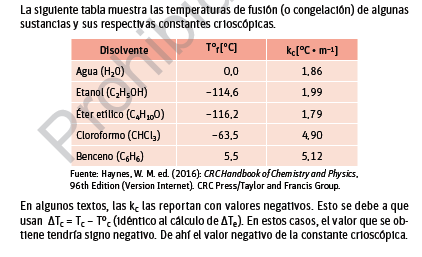 La siguiente tabla muestra las temperaturas de fusión (o congelación) de algunas
sustancias y sus respectivas constantes crioscópicas.
Disolvente T°f[°C] kc[°C • m⁻¹]
Agua (H₂O) 0,0 1,86
Etanol (C₂H₅OH) −114,6 1,99
Éter etílico (C₄H₁₀O) −116,2 1,79
Cloroformo (CHCl₃) −63,5 4,90
Benceno (C₆H₆) 5,5 5,12
Fuente: Haynes, W. M. ed. (2016): CRC Handbook of Chemistry and Physics,
96th Edition (Version Internet). CRC Press/Taylor and Francis Group.
En algunos textos, las kc las reportan con valores negativos. Esto se debe a que
usan ΔTc = Tc − T°c (idéntico al cálculo de ΔTe). En estos casos, el valor que se ob-
tiene tendría signo negativo. De ahí el valor negativo de la constante crioscópica.